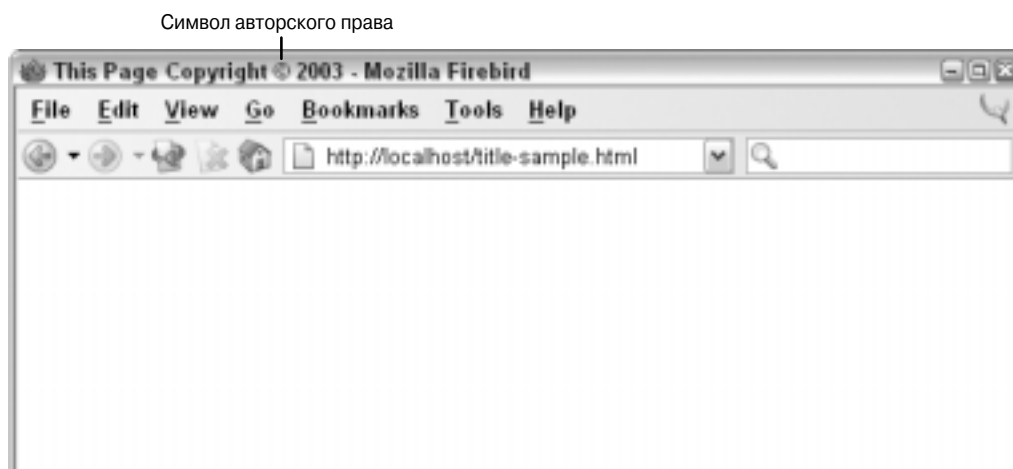 Символ авторского права
This Page Copyright © 2003 - Mozilla Firebird
File Edit View Go Bookmarks Tools Help
http://localhost/title-sample.html